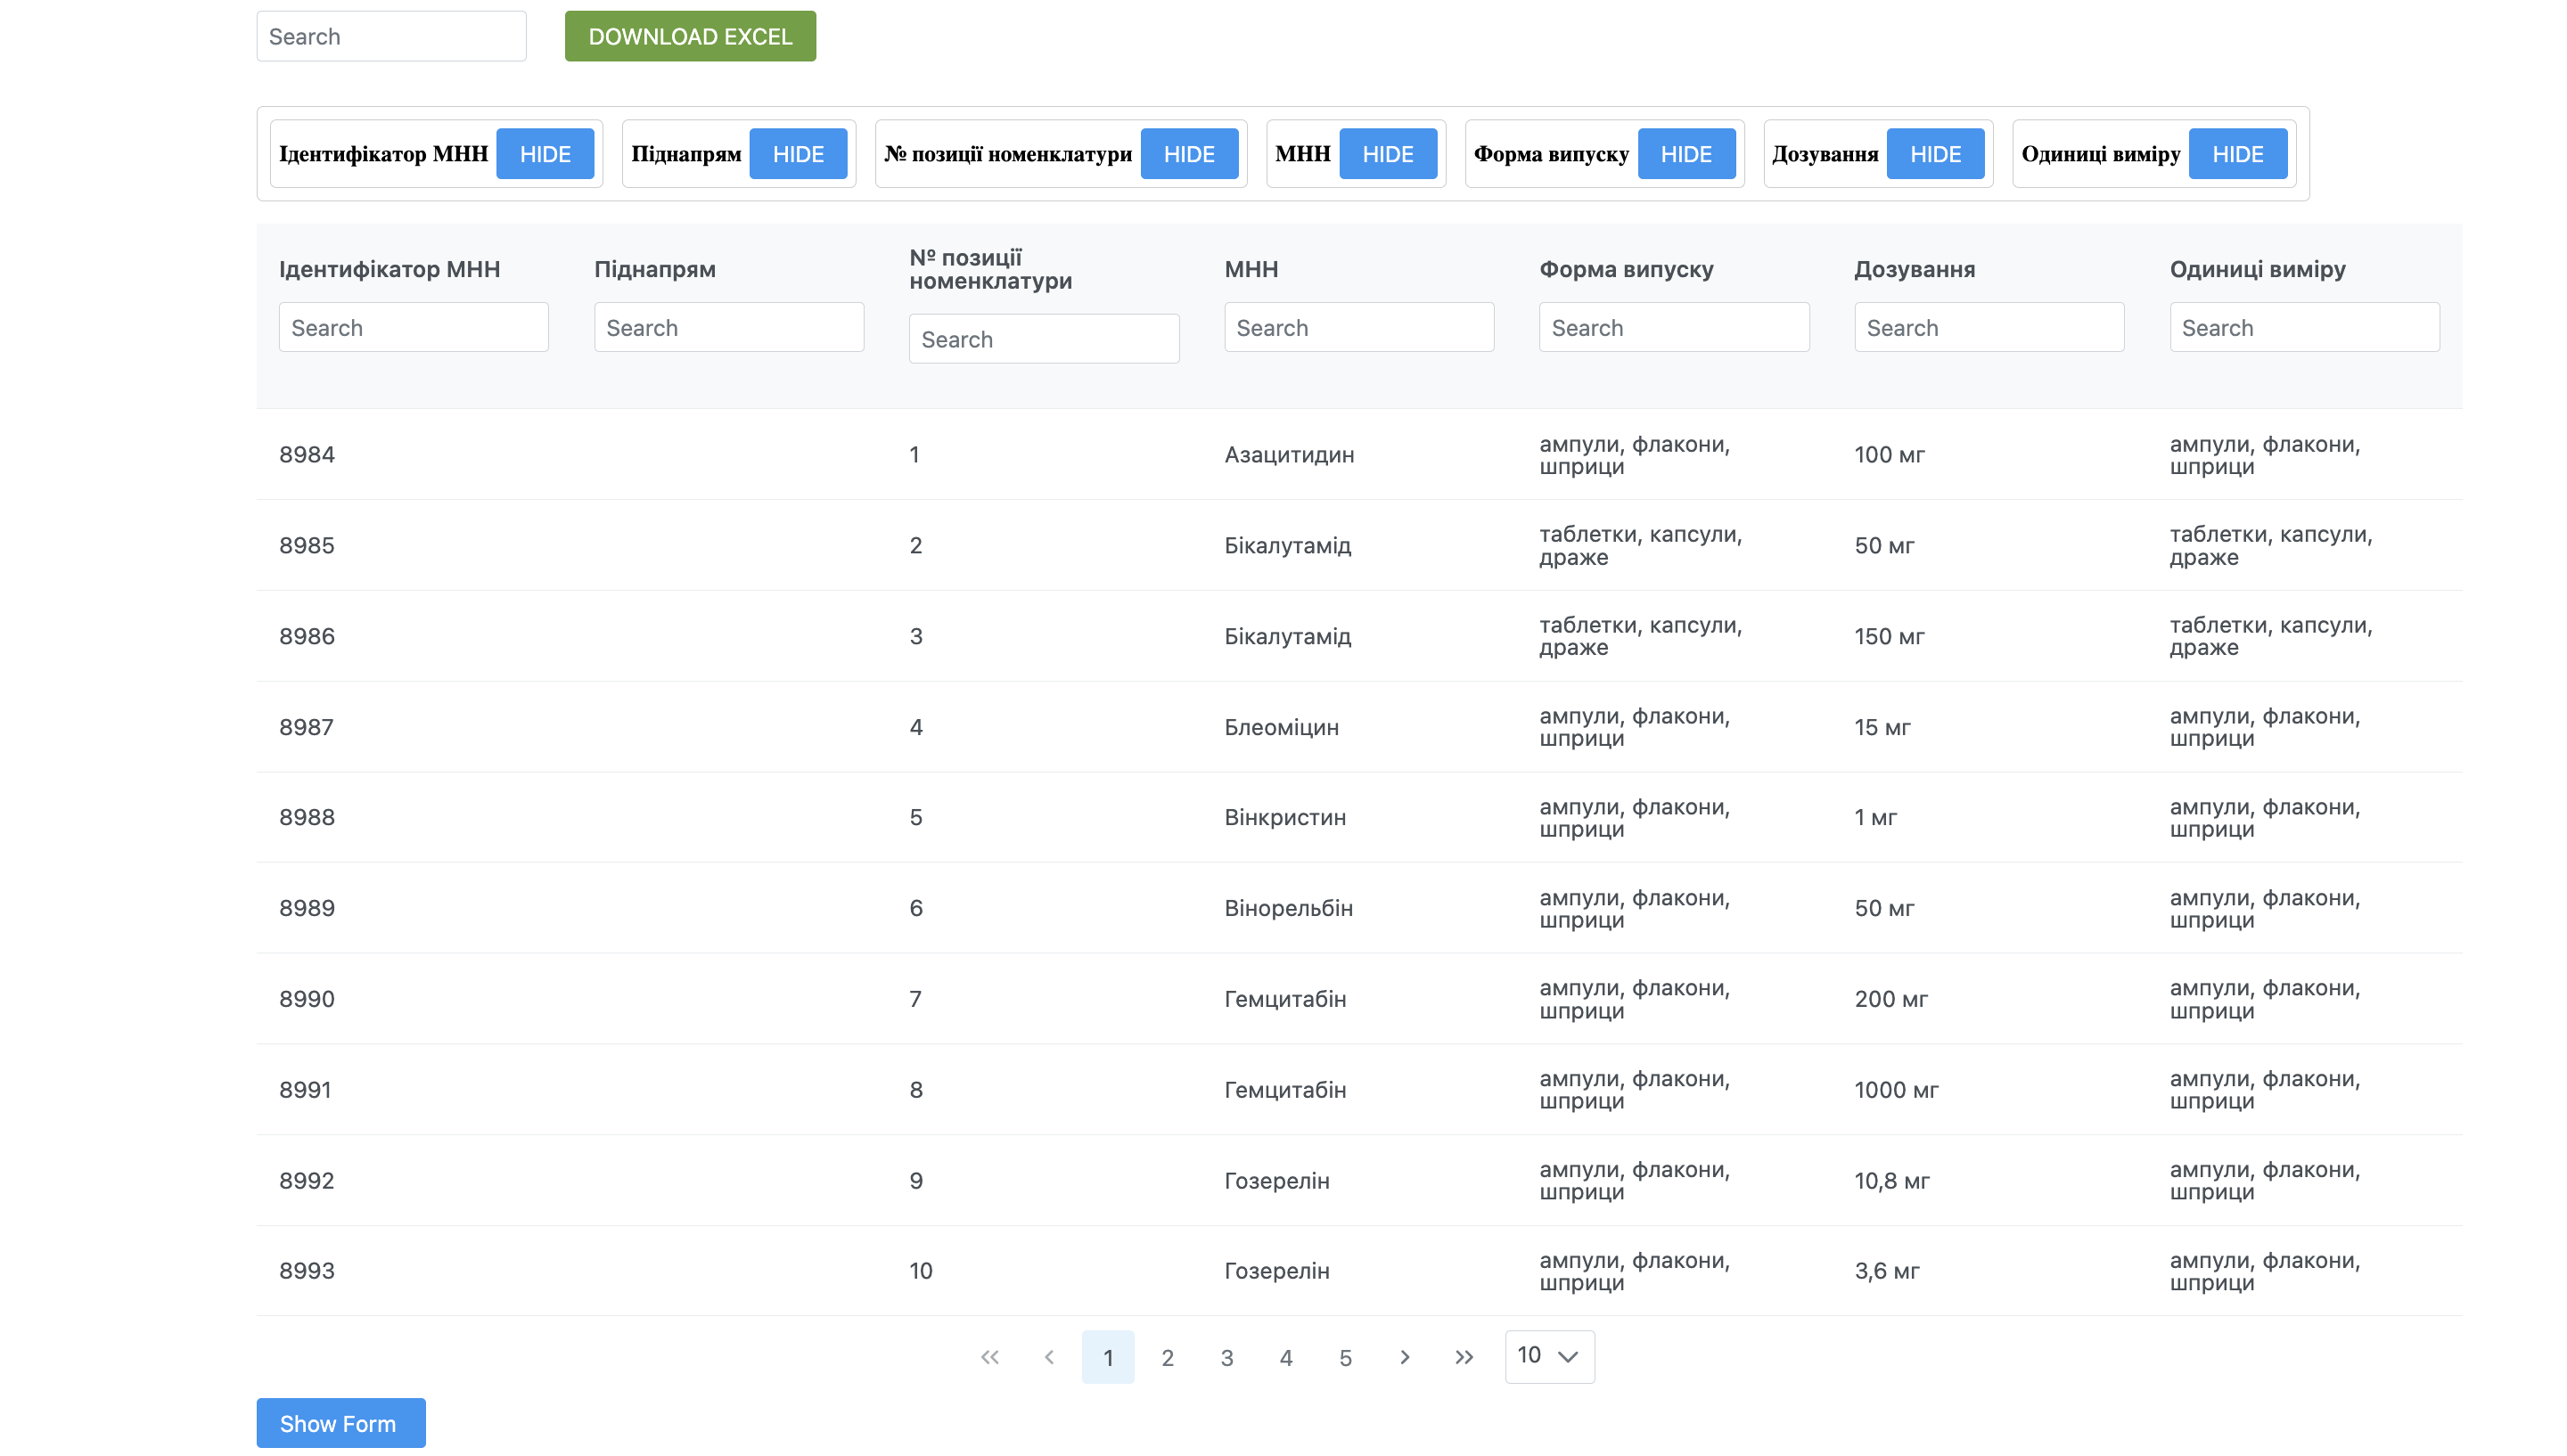 Search
DOWNLOAD EXCEL
Ідентифікатор МНН HIDE Піднапрям HIDE № позиції номенклатури HIDE МНН HIDE Форма випуску HIDE Дозування HIDE Одиниці виміру HIDE
Ідентифікатор МНН
Search
Піднапрям
Search
№ позиції
номенклатури
Search
МНН
Search
Форма випуску
Search
Дозування
Search
Одиниці виміру
Search
8984
1
Азацитидин
ампули, флакони,
шприци
100 мг
ампули, флакони,
шприци
8985
2
Бікалутамід
таблетки, капсули,
драже
50 мг
таблетки, капсули,
драже
8986
3
Бікалутамід
таблетки, капсули,
драже
150 мг
таблетки, капсули,
драже
8987
4
Блеоміцин
ампули, флакони,
шприци
15 мг
ампули, флакони,
шприци
8988
5
Вінкристин
ампули, флакони,
шприци
1 мг
ампули, флакони,
шприци
8989
6
Вінорельбін
ампули, флакони,
шприци
50 мг
ампули, флакони,
шприци
8990
7
Гемцитабін
ампули, флакони,
шприци
200 мг
ампули, флакони,
шприци
8991
8
Гемцитабін
ампули, флакони,
шприци
1000 мг
ампули, флакони,
шприци
8992
9
Гозерелін
ампули, флакони,
шприци
10,8 мг
ампули, флакони,
шприци
8993
10
Гозерелін
ампули, флакони,
шприци
3,6 мг
ампули, флакони,
шприци
1 2 3 4 5 10
Show Form